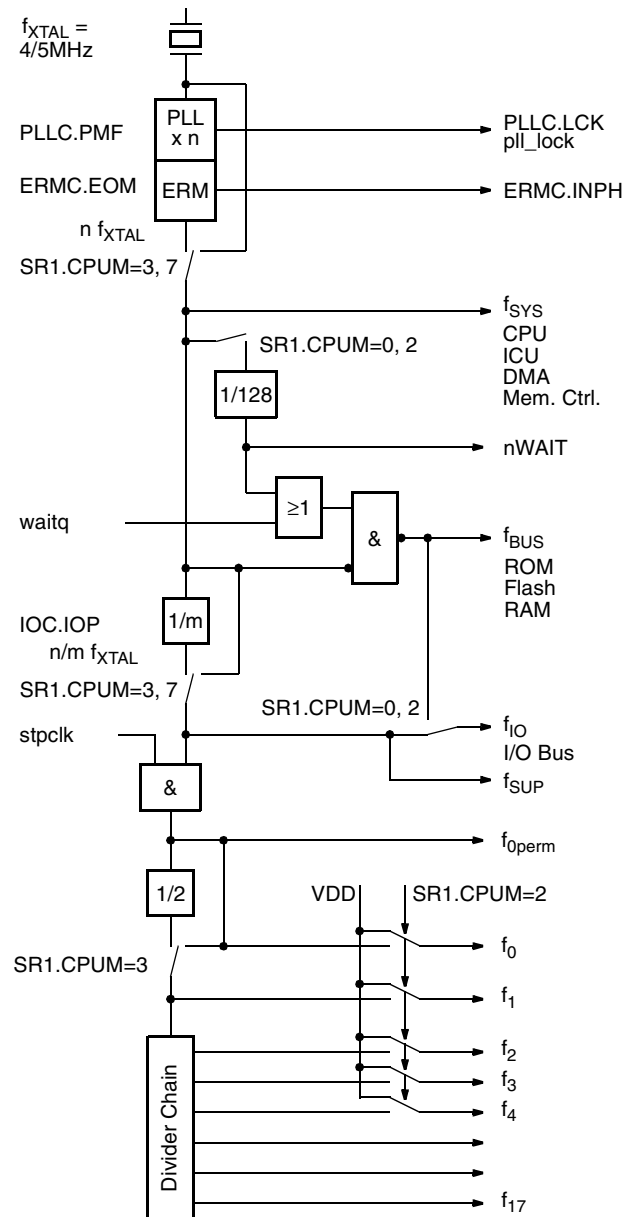 fXTAL =
4/5MHz
PLLC.PMF
PLL
x n
PLLC.LCK
pll_lock
ERMC.EOM
ERM
ERMC.INPH
n fXTAL
SR1.CPUM=3, 7
fSYS
CPU
ICU
DMA
Mem. Ctrl.
SR1.CPUM=0, 2
1/128
nWAIT
≥1
waitq
&
fBUS
ROM
Flash
RAM
IOC.IOP
1/m
n/m fXTAL
SR1.CPUM=3, 7
SR1.CPUM=0, 2
stpclk
fIO
I/O Bus
fSUP
&
f0perm
1/2
VDD
SR1.CPUM=2
SR1.CPUM=3
f0
f1
f2
f3
f4
Divider Chain
f17